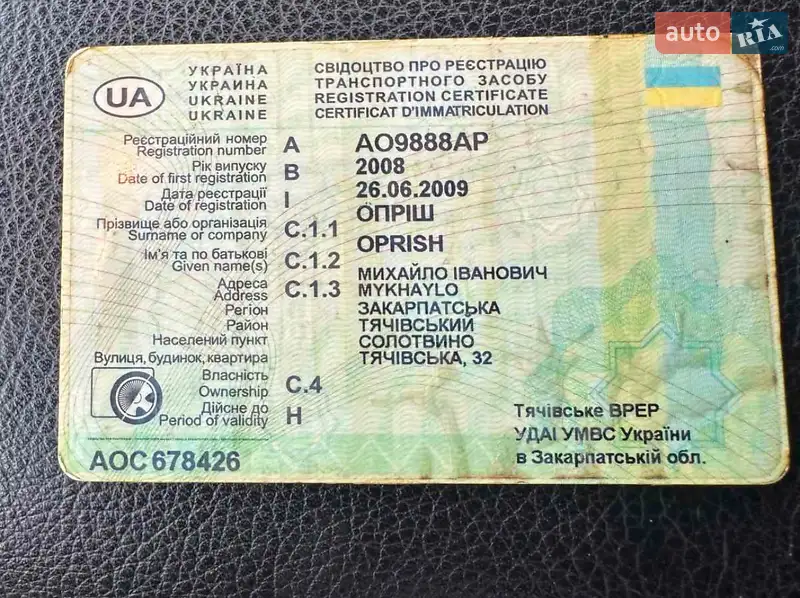 auto RIA.com
UA
УКРАЇНА
УКРАИНА
UKRAINE
UKRAINE
СВІДОЦТВО ПРО РЕЄСТРАЦІЮ
ТРАНСПОРТНОГО ЗАСОБУ
REGISTRATION CERTIFICATE
CERTIFICAT D'IMMATRICULATION
Реєстраційний номер
Registration number A AO9888AP
Рік випуску
Date of first registration B 2008
Дата реєстрації
Date of registration I 26.06.2009
Прізвище або організація
Surname or company C.1.1 ОПРІШ
OPRISH
Ім'я та по батькові
Given name(s) C.1.2 МИХАЙЛО ІВАНОВИЧ
MYKHAYLO
Адреса
Address C.1.3
Регіон ЗАКАРПАТСЬКА
Район ТЯЧІВСЬКИЙ
Населений пункт СОЛОТВИНО
Вулиця, будинок, квартира ТЯЧІВСЬКА, 32
Власність
Ownership C.4
Дійсне до
Period of validity H
Тячівське ВРЕР
УДАІ УМВС України
в Закарпатській обл.
АОС 678426